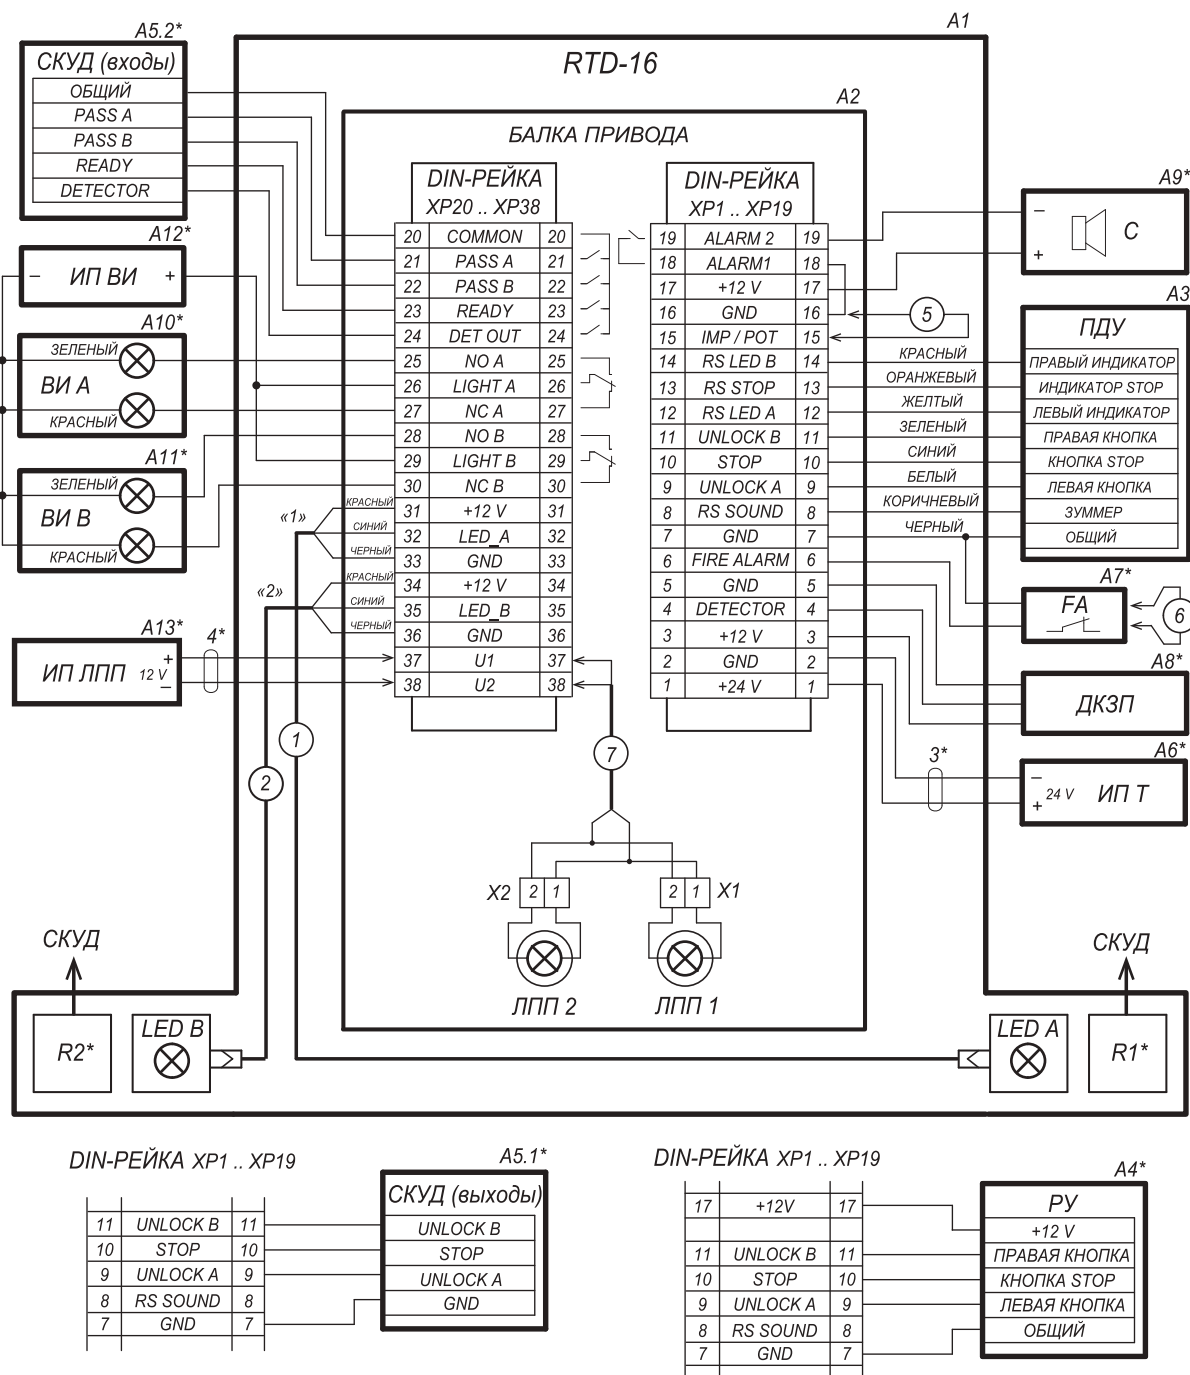 A1
RTD-16
A5.2*
СКУД (входы)
ОБЩИЙ
PASS A
PASS B
READY
DETECTOR
A12*
– ИП ВИ +
A10*
ЗЕЛЕНЫЙ
ВИ А
КРАСНЫЙ
A11*
ЗЕЛЕНЫЙ
ВИ В
КРАСНЫЙ
A13*
ИП ЛПП 12 V + –
4*
«1»
КРАСНЫЙ
СИНИЙ
ЧЕРНЫЙ
«2»
КРАСНЫЙ
СИНИЙ
ЧЕРНЫЙ
1
2
A2
БАЛКА ПРИВОДА
DIN-РЕЙКА
XP20 .. XP38
20 COMMON 20
21 PASS A 21
22 PASS B 22
23 READY 23
24 DET OUT 24
25 NO A 25
26 LIGHT A 26
27 NC A 27
28 NO B 28
29 LIGHT B 29
30 NC B 30
31 +12 V 31
32 LED_A 32
33 GND 33
34 +12 V 34
35 LED_B 35
36 GND 36
37 U1 37
38 U2 38
DIN-РЕЙКА
XP1 .. XP19
19 ALARM 2 19
18 ALARM1 18
17 +12 V 17
16 GND 16
15 IMP / POT 15
14 RS LED B 14
13 RS STOP 13
12 RS LED A 12
11 UNLOCK B 11
10 STOP 10
9 UNLOCK A 9
8 RS SOUND 8
7 GND 7
6 FIRE ALARM 6
5 GND 5
4 DETECTOR 4
3 +12 V 3
2 GND 2
1 +24 V 1
7
X2 2 1
2 1 X1
ЛПП 2
ЛПП 1
5
КРАСНЫЙ
ОРАНЖЕВЫЙ
ЖЕЛТЫЙ
ЗЕЛЕНЫЙ
СИНИЙ
БЕЛЫЙ
КОРИЧНЕВЫЙ
ЧЕРНЫЙ
A9*
–
+
С
A3
ПДУ
ПРАВЫЙ ИНДИКАТОР
ИНДИКАТОР STOP
ЛЕВЫЙ ИНДИКАТОР
ПРАВАЯ КНОПКА
КНОПКА STOP
ЛЕВАЯ КНОПКА
ЗУММЕР
ОБЩИЙ
A7*
FA
6
A8*
ДКЗП
A6*
3*
– + 24 V ИП Т
СКУД
R2*
LED B
СКУД
LED A
R1*
DIN-РЕЙКА XP1 .. XP19
11 UNLOCK B 11
10 STOP 10
9 UNLOCK A 9
8 RS SOUND 8
7 GND 7
A5.1*
СКУД (выходы)
UNLOCK B
STOP
UNLOCK A
GND
DIN-РЕЙКА XP1 .. XP19
17 +12V 17
11 UNLOCK B 11
10 STOP 10
9 UNLOCK A 9
8 RS SOUND 8
7 GND 7
A4*
РУ
+12 V
ПРАВАЯ КНОПКА
КНОПКА STOP
ЛЕВАЯ КНОПКА
ОБЩИЙ